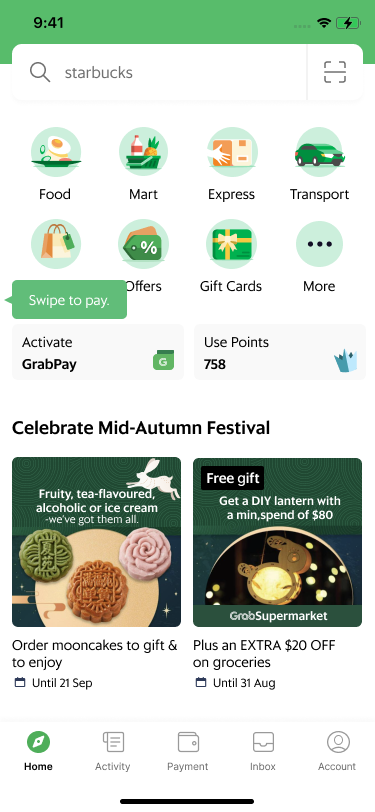 9:41
starbucks
Food
Mart
Express
Transport
%
Offers
Gift Cards
More
Swipe to pay.
Activate
GrabPay
G
Use Points
758
Celebrate Mid-Autumn Festival
Fruity, tea-flavoured,
alcoholic or ice cream
-we've got them all.
Free gift
Get a DIY lantern with
a min,spend of $80
GrabSupermarket
Order mooncakes to gift &
to enjoy
Until 21 Sep
Plus an EXTRA $20 OFF
on groceries
Until 31 Aug
Home
Activity
Payment
Inbox
Account